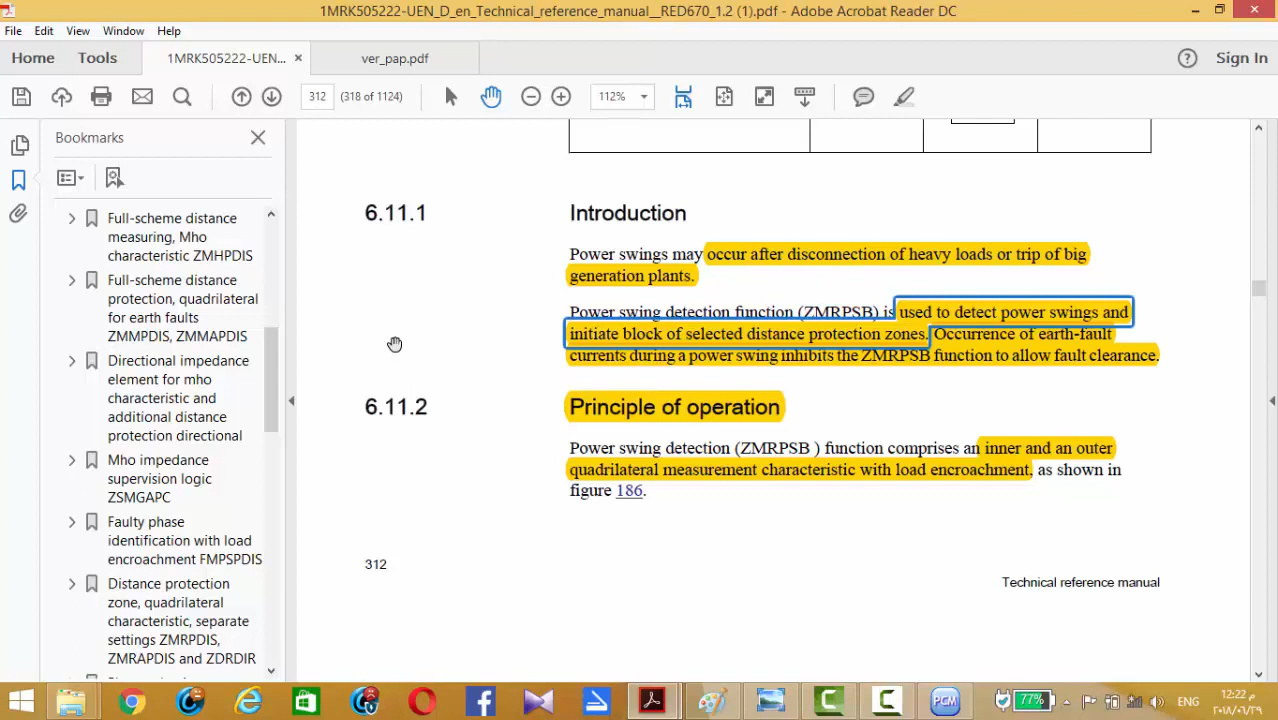 1MRK505222-UEN_D_en_Technical_reference_manual__RED670_1.2 (1).pdf - Adobe Acrobat Reader DC
File Edit View Window Help
Home Tools 1MRK505222-UEN... × ver_pap.pdf Sign In
312 (318 of 1124) 112%
Bookmarks
Full-scheme distance
measuring, Mho
characteristic ZMHPDIS
Full-scheme distance
protection, quadrilateral
for earth faults
ZMMPDIS, ZMMAPDIS
Directional impedance
element for mho
characteristic and
additional distance
protection directional
Mho impedance
supervision logic
ZSMGAPC
Faulty phase
identification with load
encroachment FMPSPDIS
Distance protection
zone, quadrilateral
characteristic, separate
settings ZMRPDIS,
ZMRAPDIS and ZDRDIR
6.11.1 Introduction
Power swings may occur after disconnection of heavy loads or trip of big
generation plants.
Power swing detection function (ZMRPSB) is used to detect power swings and
initiate block of selected distance protection zones. Occurrence of earth-fault
currents during a power swing inhibits the ZMRPSB function to allow fault clearance.
6.11.2 Principle of operation
Power swing detection (ZMRPSB ) function comprises an inner and an outer
quadrilateral measurement characteristic with load encroachment, as shown in
figure 186.
312
Technical reference manual
PCM 77% ENG م 12:22
٢٠١٨/٠٦/٢٩